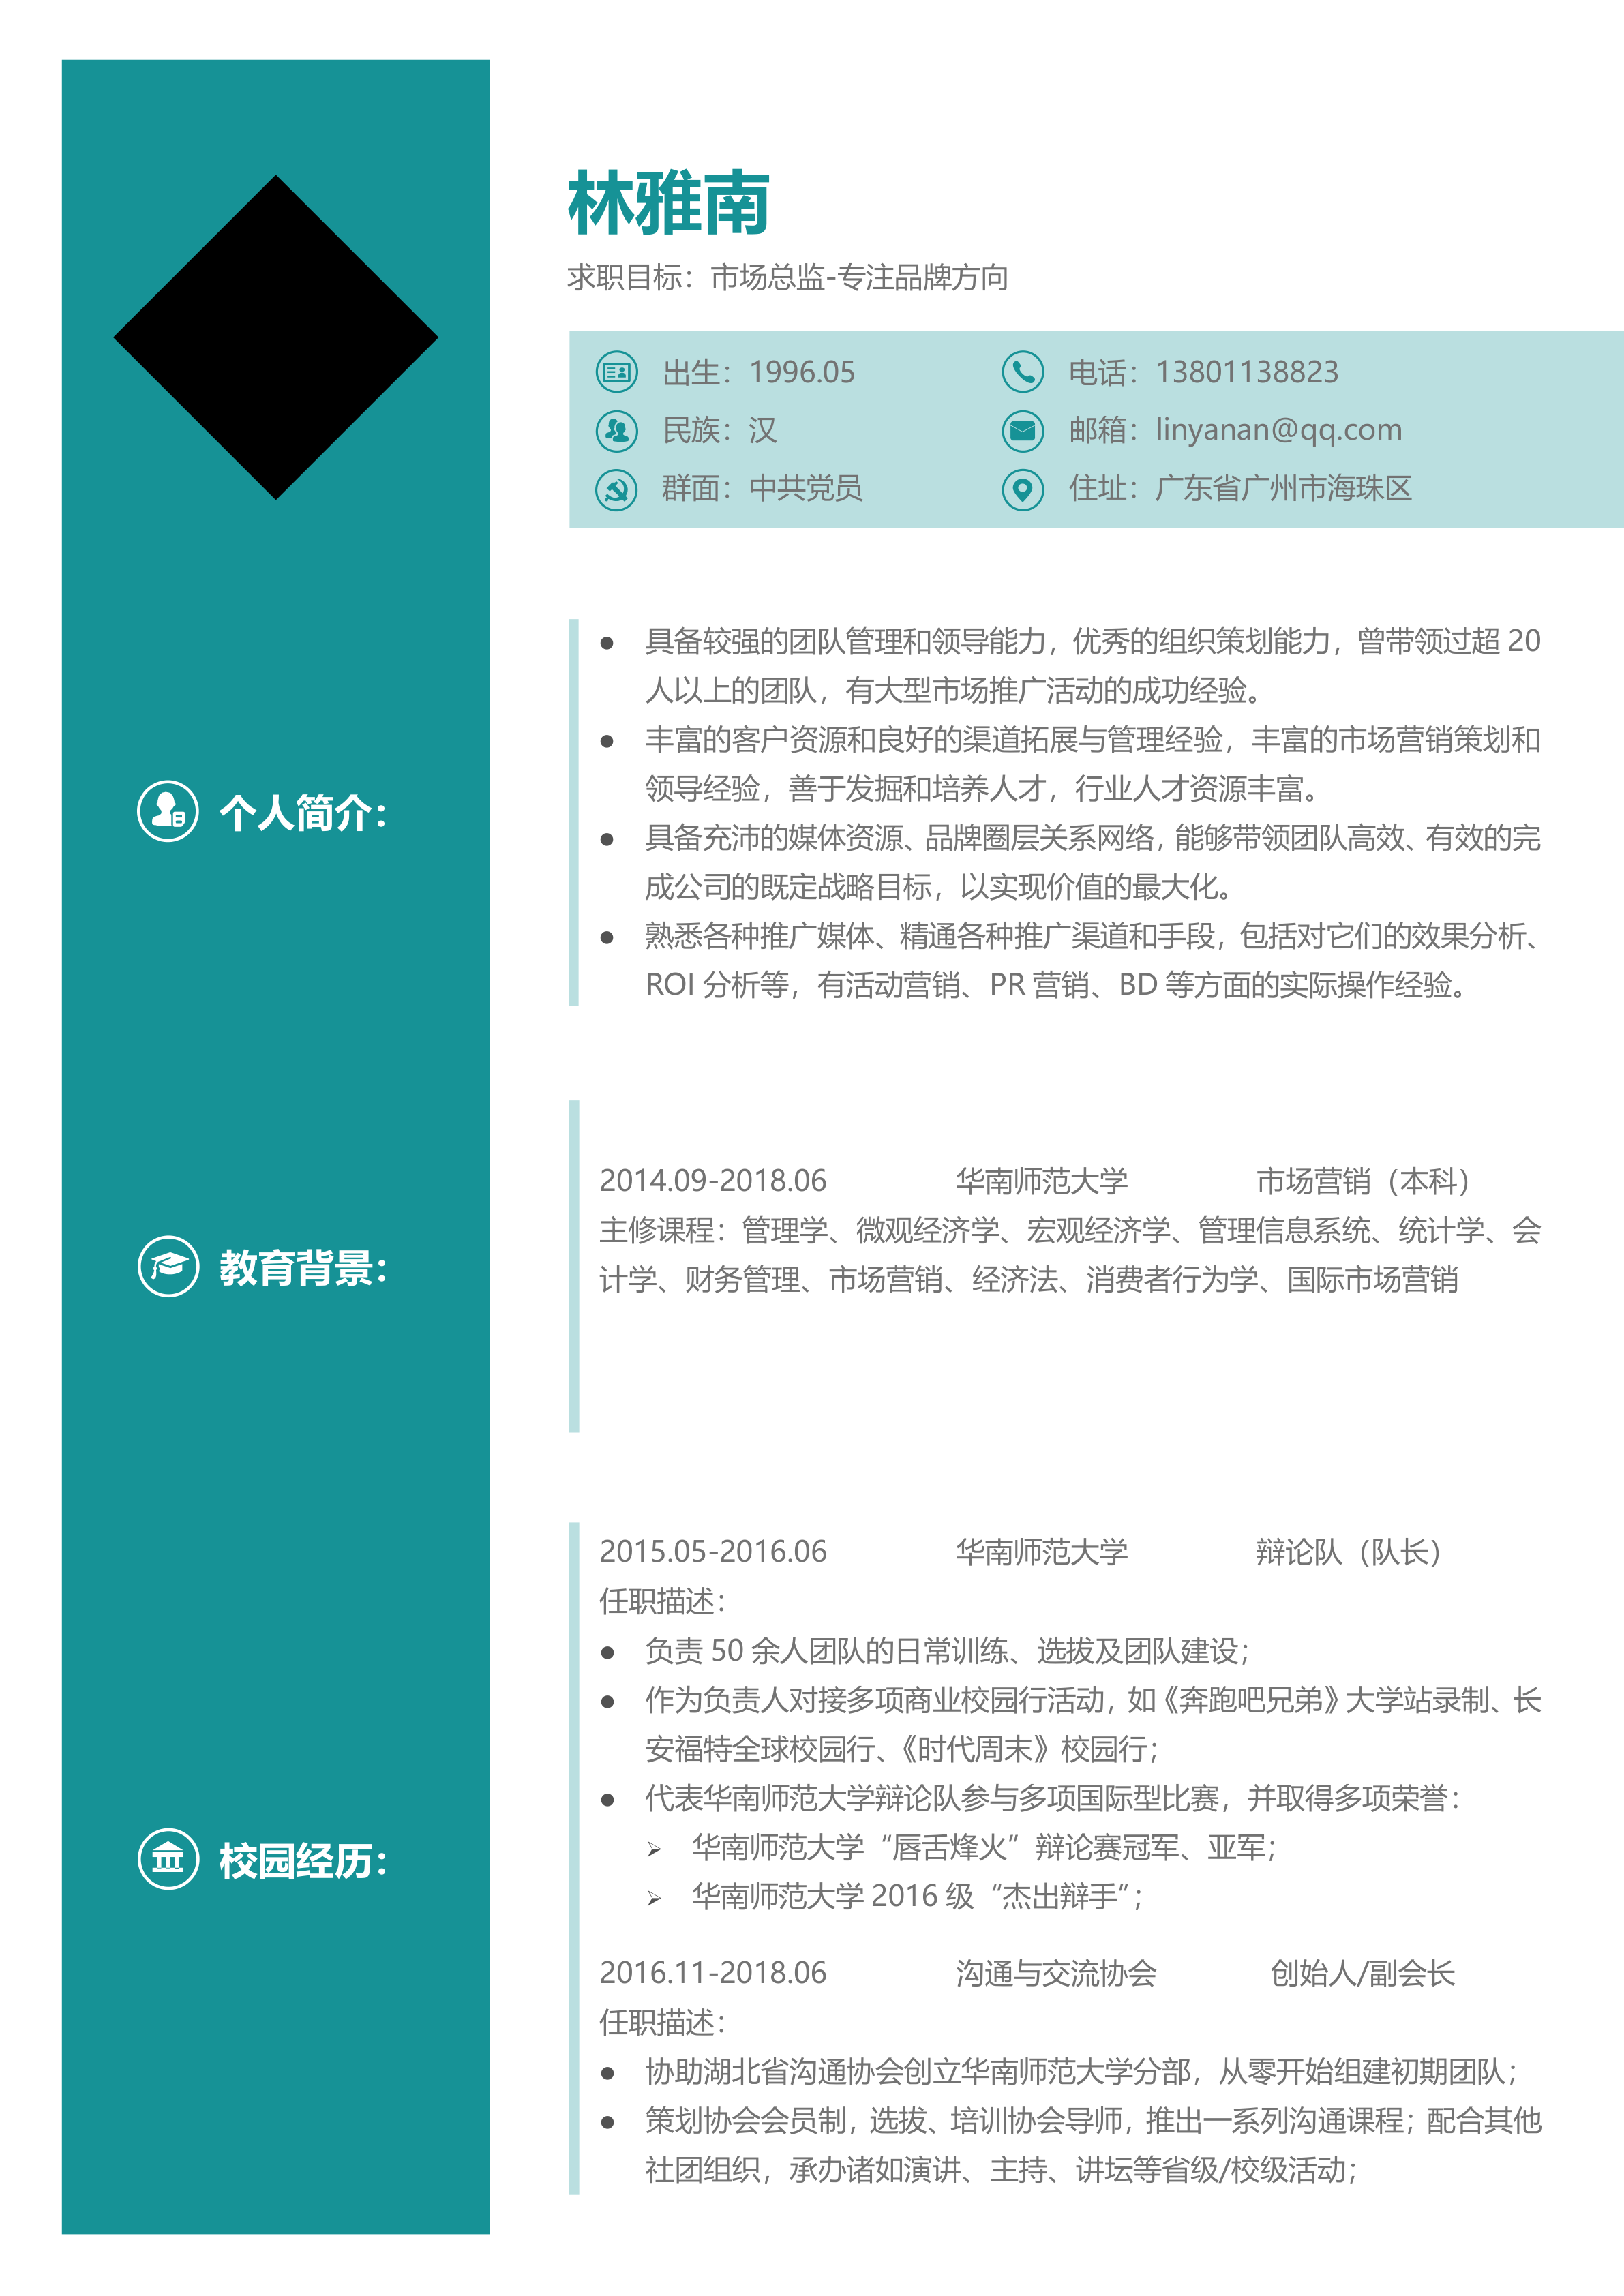 林雅南
求职目标：市场总监-专注品牌方向
出生：1996.05
电话：13801138823
民族：汉
邮箱：linyanan@qq.com
群面：中共党员
住址：广东省广州市海珠区
个人简介：
● 具备较强的团队管理和领导能力，优秀的组织策划能力，曾带领过超 20
人以上的团队，有大型市场推广活动的成功经验。
● 丰富的客户资源和良好的渠道拓展与管理经验，丰富的市场营销策划和
领导经验，善于发掘和培养人才，行业人才资源丰富。
● 具备充沛的媒体资源、品牌圈层关系网络，能够带领团队高效、有效的完
成公司的既定战略目标，以实现价值的最大化。
● 熟悉各种推广媒体、精通各种推广渠道和手段，包括对它们的效果分析、
ROI 分析等，有活动营销、PR 营销、BD 等方面的实际操作经验。
教育背景：
2014.09-2018.06 华南师范大学 市场营销（本科）
主修课程：管理学、微观经济学、宏观经济学、管理信息系统、统计学、会
计学、财务管理、市场营销、经济法、消费者行为学、国际市场营销
校园经历：
2015.05-2016.06 华南师范大学 辩论队（队长）
任职描述：
● 负责 50 余人团队的日常训练、选拔及团队建设；
● 作为负责人对接多项商业校园行活动，如《奔跑吧兄弟》大学站录制、长
安福特全球校园行、《时代周末》校园行；
● 代表华南师范大学辩论队参与多项国际型比赛，并取得多项荣誉：
➢ 华南师范大学“唇舌烽火”辩论赛冠军、亚军；
➢ 华南师范大学 2016 级“杰出辩手”；
2016.11-2018.06 沟通与交流协会 创始人/副会长
任职描述：
● 协助湖北省沟通协会创立华南师范大学分部，从零开始组建初期团队；
● 策划协会会员制，选拔、培训协会导师，推出一系列沟通课程；配合其他
社团组织，承办诸如演讲、主持、讲坛等省级/校级活动；